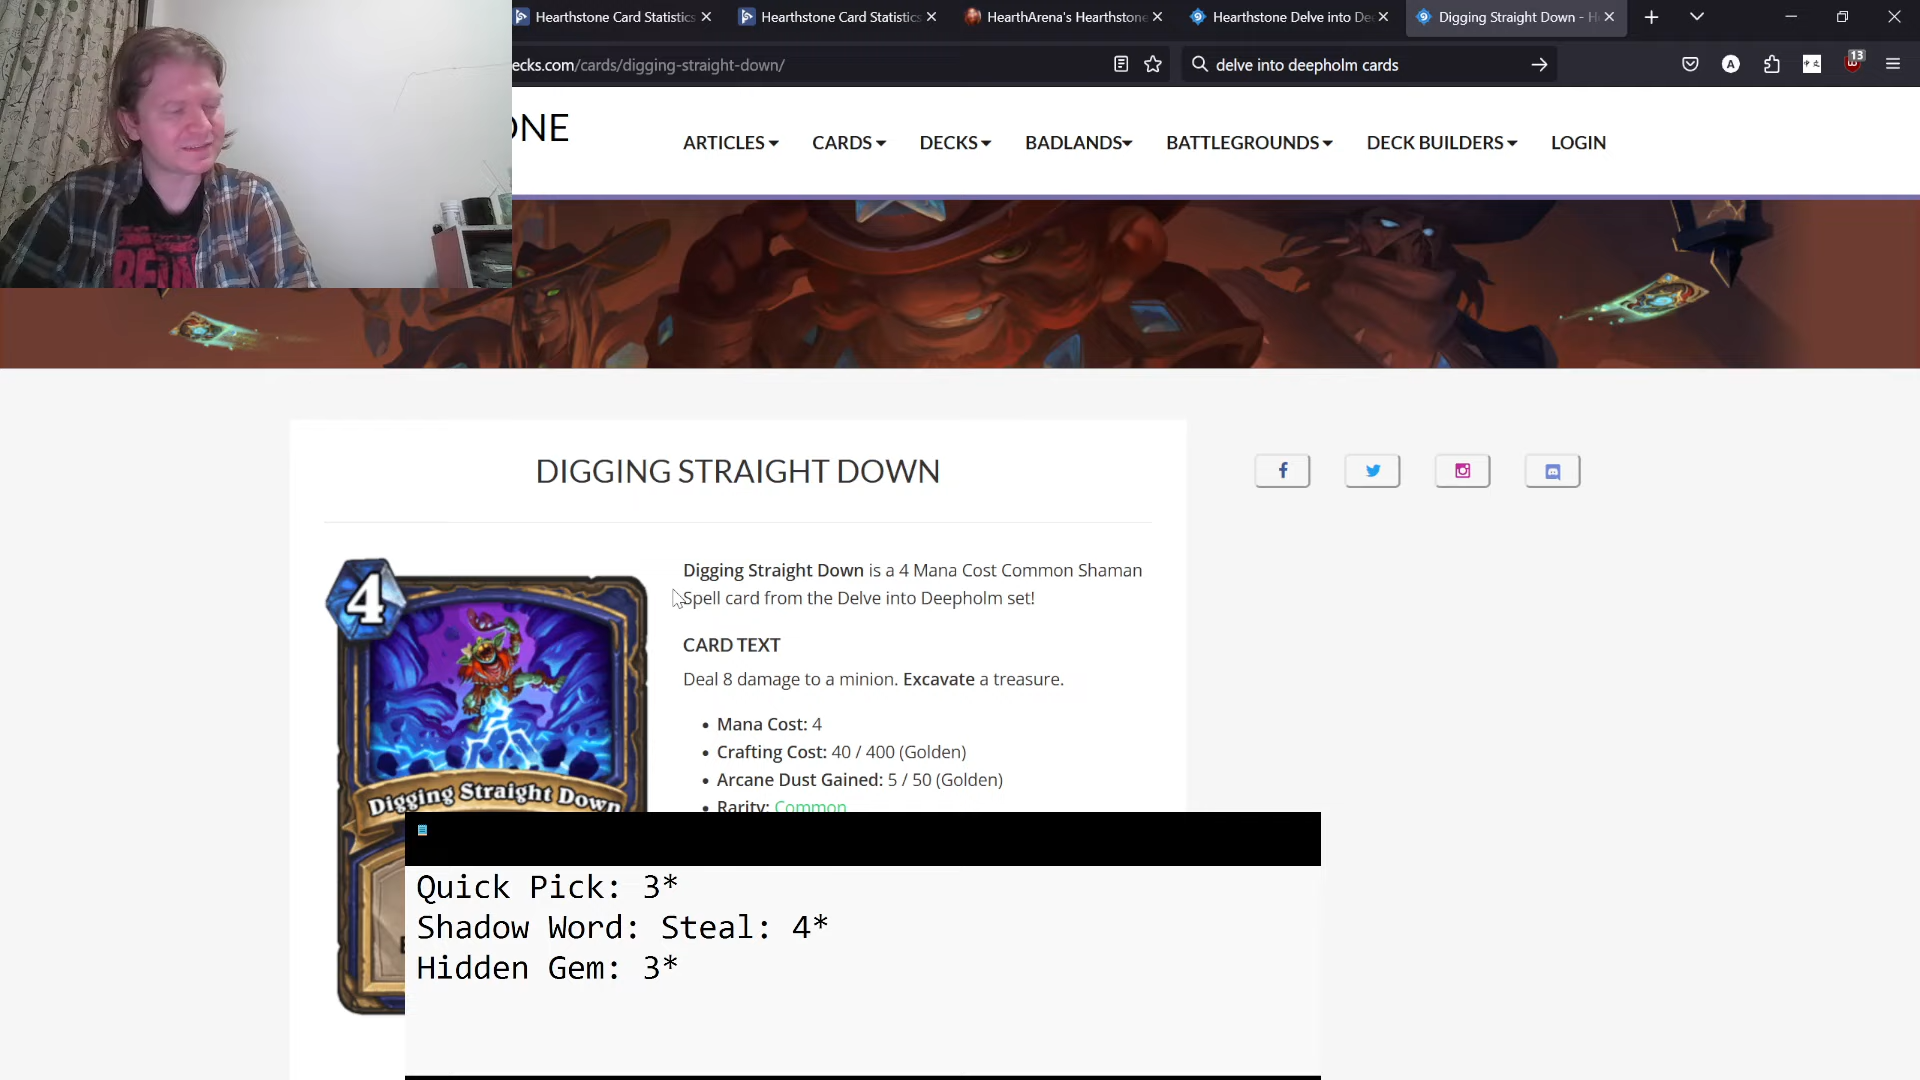 Hearthstone Card Statistics
Hearthstone Card Statistics
HearthArena's Hearthstone
Hearthstone Delve into De
Digging Straight Down - H
ecks.com/cards/digging-straight-down/
delve into deepholm cards
A
13
ONE
ARTICLES
CARDS
DECKS
BADLANDS
BATTLEGROUNDS
DECK BUILDERS
LOGIN
DIGGING STRAIGHT DOWN
4
Digging Straight Down
Digging Straight Down is a 4 Mana Cost Common Shaman
Spell card from the Delve into Deepholm set!
CARD TEXT
Deal 8 damage to a minion. Excavate a treasure.
• Mana Cost: 4
• Crafting Cost: 40 / 400 (Golden)
• Arcane Dust Gained: 5 / 50 (Golden)
• Rarity: Common
Quick Pick: 3*
Shadow Word: Steal: 4*
Hidden Gem: 3*